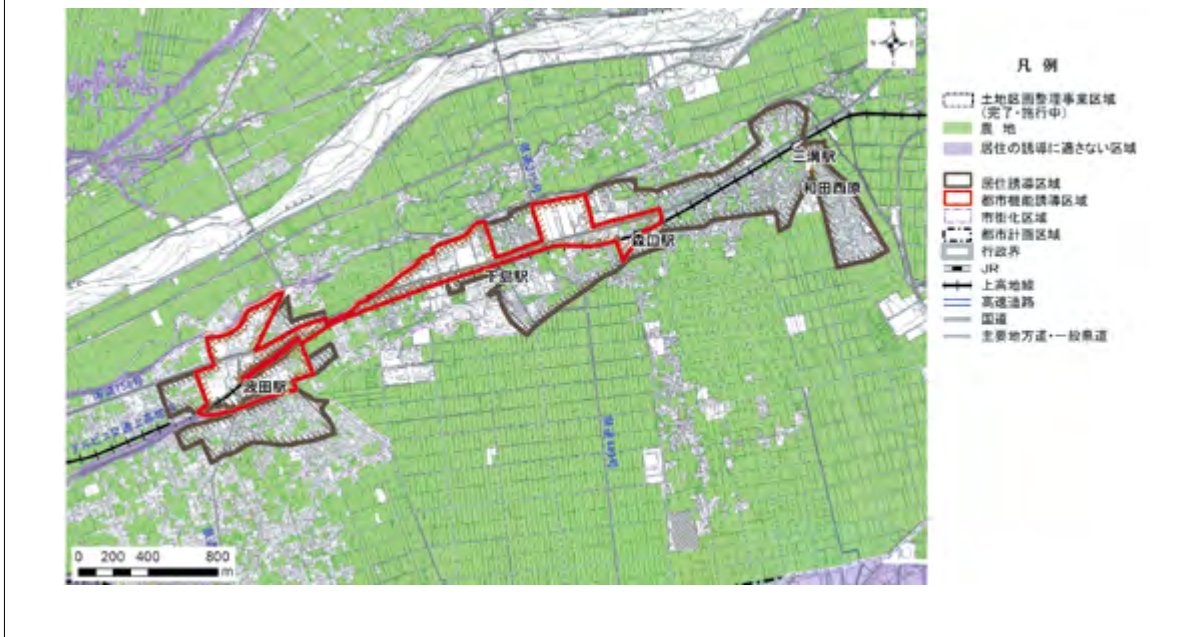 凡 例
土地区画整理事業区域
(完了・施行中)
農 地
居住の誘導に適さない区域
居住誘導区域
都市機能誘導区域
市街化区域
都市計画区域
行政界
JR
上高地線
高速道路
国道
主要地方道・一般県道
三溝駅
和田西原
森口駅
下島駅
波田駅
0 200 400 800
m